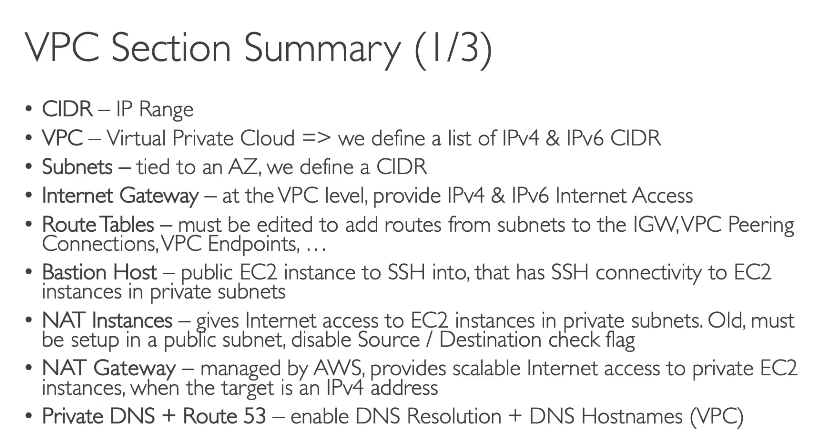 VPC Section Summary (1/3)
• CIDR – IP Range
• VPC – Virtual Private Cloud => we define a list of IPv4 & IPv6 CIDR
• Subnets – tied to an AZ, we define a CIDR
• Internet Gateway – at the VPC level, provide IPv4 & IPv6 Internet Access
• Route Tables – must be edited to add routes from subnets to the IGW, VPC Peering
Connections, VPC Endpoints, …
• Bastion Host – public EC2 instance to SSH into, that has SSH connectivity to EC2
instances in private subnets
• NAT Instances – gives Internet access to EC2 instances in private subnets. Old, must
be setup in a public subnet, disable Source / Destination check flag
• NAT Gateway – managed by AWS, provides scalable Internet access to private EC2
instances, when the target is an IPv4 address
• Private DNS + Route 53 – enable DNS Resolution + DNS Hostnames (VPC)